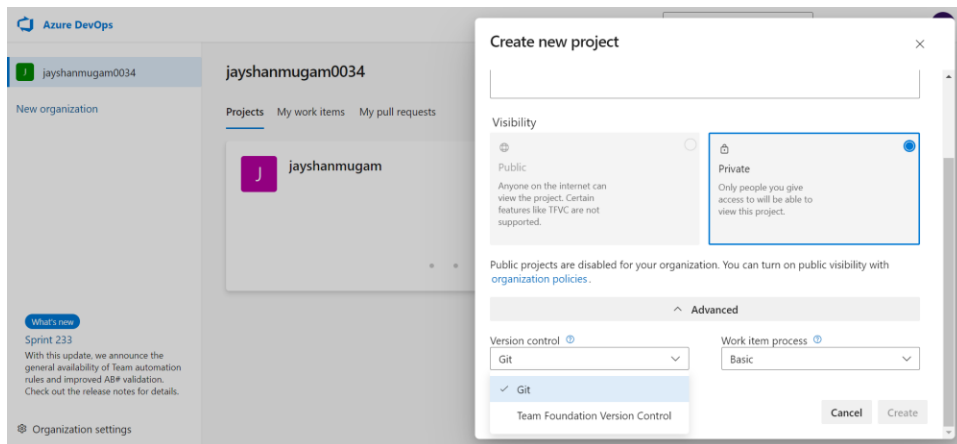 Azure DevOps
J jayshanmugam0034
New organization
What's new
Sprint 233
With this update, we announce the
general availability of Team automation
rules and improved AB# validation.
Check out the release notes for details.
Organization settings
jayshanmugam0034
Projects My work items My pull requests
J jayshanmugam
Create new project
Visibility
Public
Anyone on the internet can
view the project. Certain
features like TFVC are not
supported.
Private
Only people you give
access to will be able to
view this project.
Public projects are disabled for your organization. You can turn on public visibility with
organization policies.
Advanced
Version control ?
Git
Git
Team Foundation Version Control
Work item process ?
Basic
Cancel Create